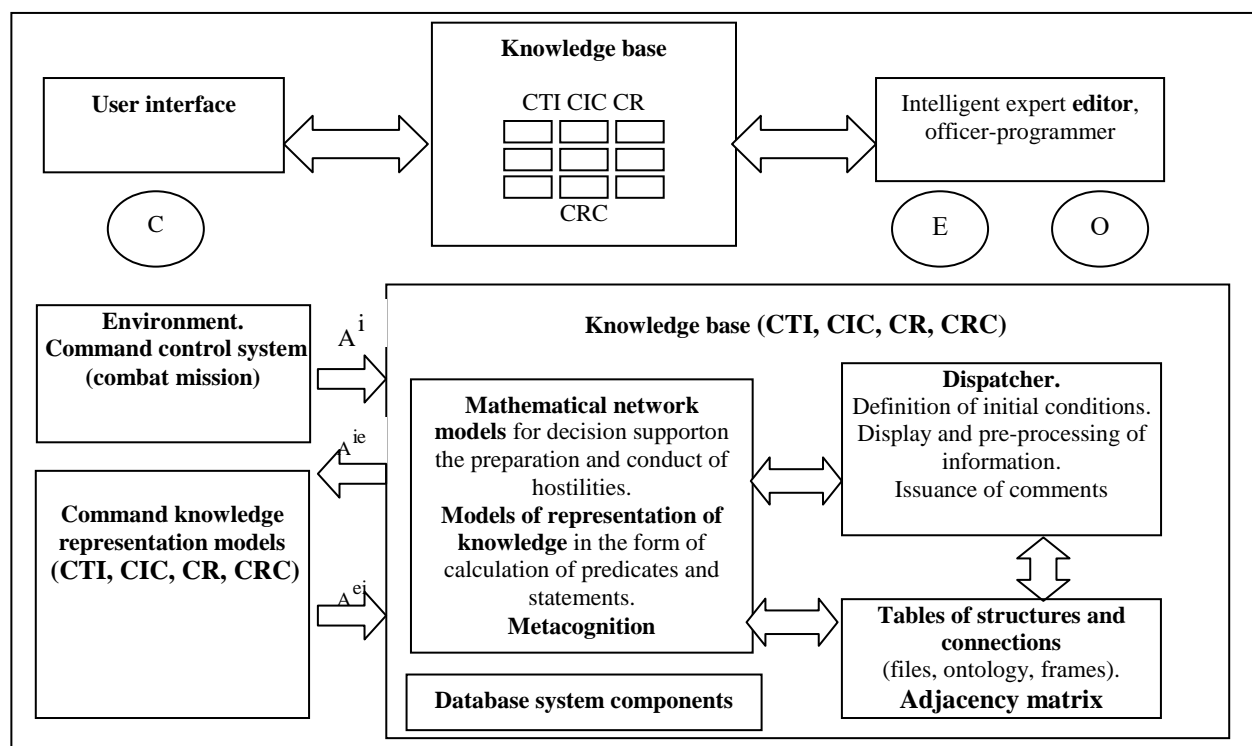 Knowledge base
CTI CIC CR
CRC
User interface
Intelligent expert editor,
officer-programmer
C
E
O
Environment.
Command control system
(combat mission)
A i
A ie
A ei
Command knowledge
representation models
(CTI, CIC, CR, CRC)
Knowledge base (CTI, CIC, CR, CRC)
Mathematical network
models for decision supporton
the preparation and conduct of
hostilities.
Models of representation of
knowledge in the form of
calculation of predicates and
statements.
Metacognition
Dispatcher.
Definition of initial conditions.
Display and pre-processing of
information.
Issuance of comments
Tables of structures and
connections
(files, ontology, frames).
Adjacency matrix
Database system components